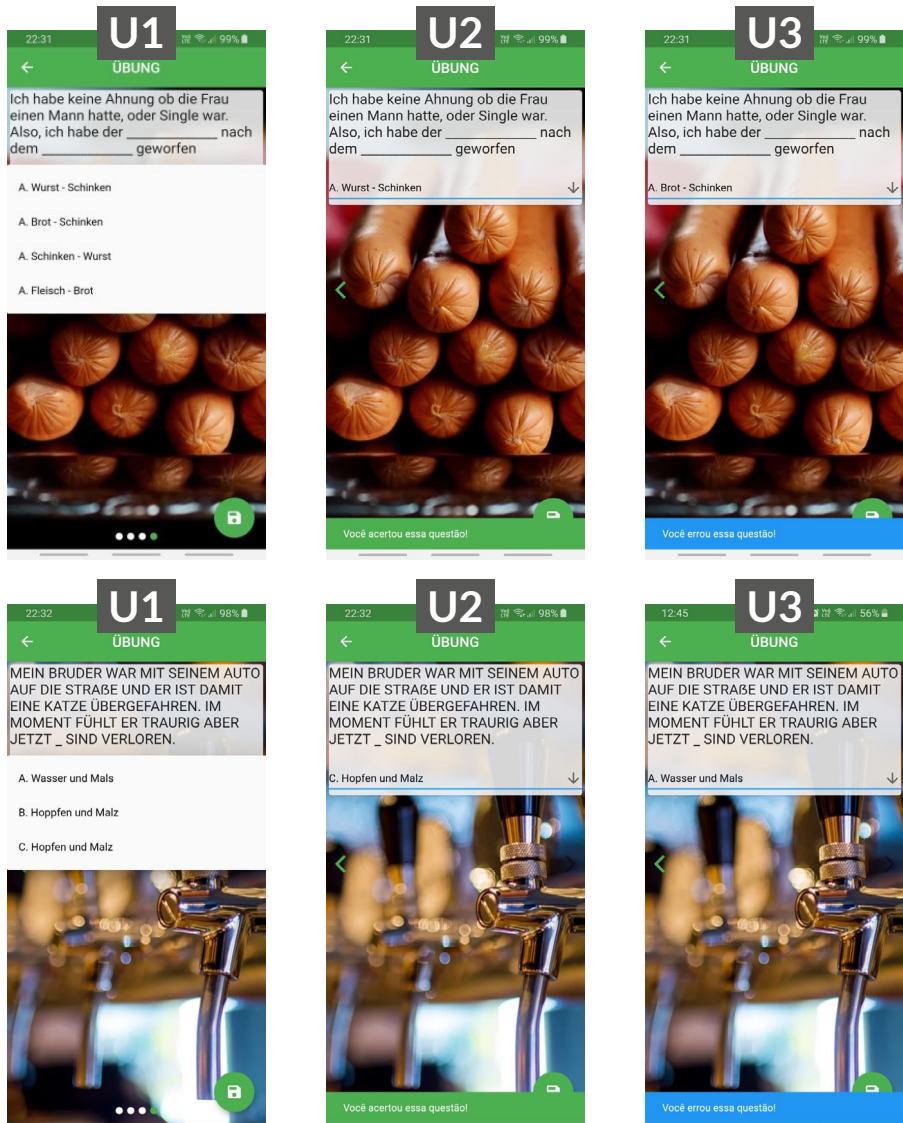 U1
22:31
99%
ÜBUNG
Ich habe keine Ahnung ob die Frau
einen Mann hatte, oder Single war.
Also, ich habe der _____________ nach
dem _____________ geworfen
A. Wurst - Schinken
A. Brot - Schinken
A. Schinken - Wurst
A. Fleisch - Brot
U2
22:31
99%
ÜBUNG
Ich habe keine Ahnung ob die Frau
einen Mann hatte, oder Single war.
Also, ich habe der _____________ nach
dem _____________ geworfen
A. Wurst - Schinken
Você acertou essa questão!
U3
22:31
99%
ÜBUNG
Ich habe keine Ahnung ob die Frau
einen Mann hatte, oder Single war.
Also, ich habe der _____________ nach
dem _____________ geworfen
A. Brot - Schinken
Você errou essa questão!
U1
22:32
98%
ÜBUNG
MEIN BRUDER WAR MIT SEINEM AUTO
AUF DIE STRAßE UND ER IST DAMIT
EINE KATZE ÜBERGEFAHREN. IM
MOMENT FÜHLT ER TRAURIG ABER
JETZT _ SIND VERLOREN.
A. Wasser und Mals
B. Hoppfen und Malz
C. Hopfen und Malz
U2
22:32
98%
ÜBUNG
MEIN BRUDER WAR MIT SEINEM AUTO
AUF DIE STRAßE UND ER IST DAMIT
EINE KATZE ÜBERGEFAHREN. IM
MOMENT FÜHLT ER TRAURIG ABER
JETZT _ SIND VERLOREN.
C. Hopfen und Malz
Você acertou essa questão!
U3
12:45
56%
ÜBUNG
MEIN BRUDER WAR MIT SEINEM AUTO
AUF DIE STRAßE UND ER IST DAMIT
EINE KATZE ÜBERGEFAHREN. IM
MOMENT FÜHLT ER TRAURIG ABER
JETZT _ SIND VERLOREN.
A. Wasser und Mals
Você errou essa questão!